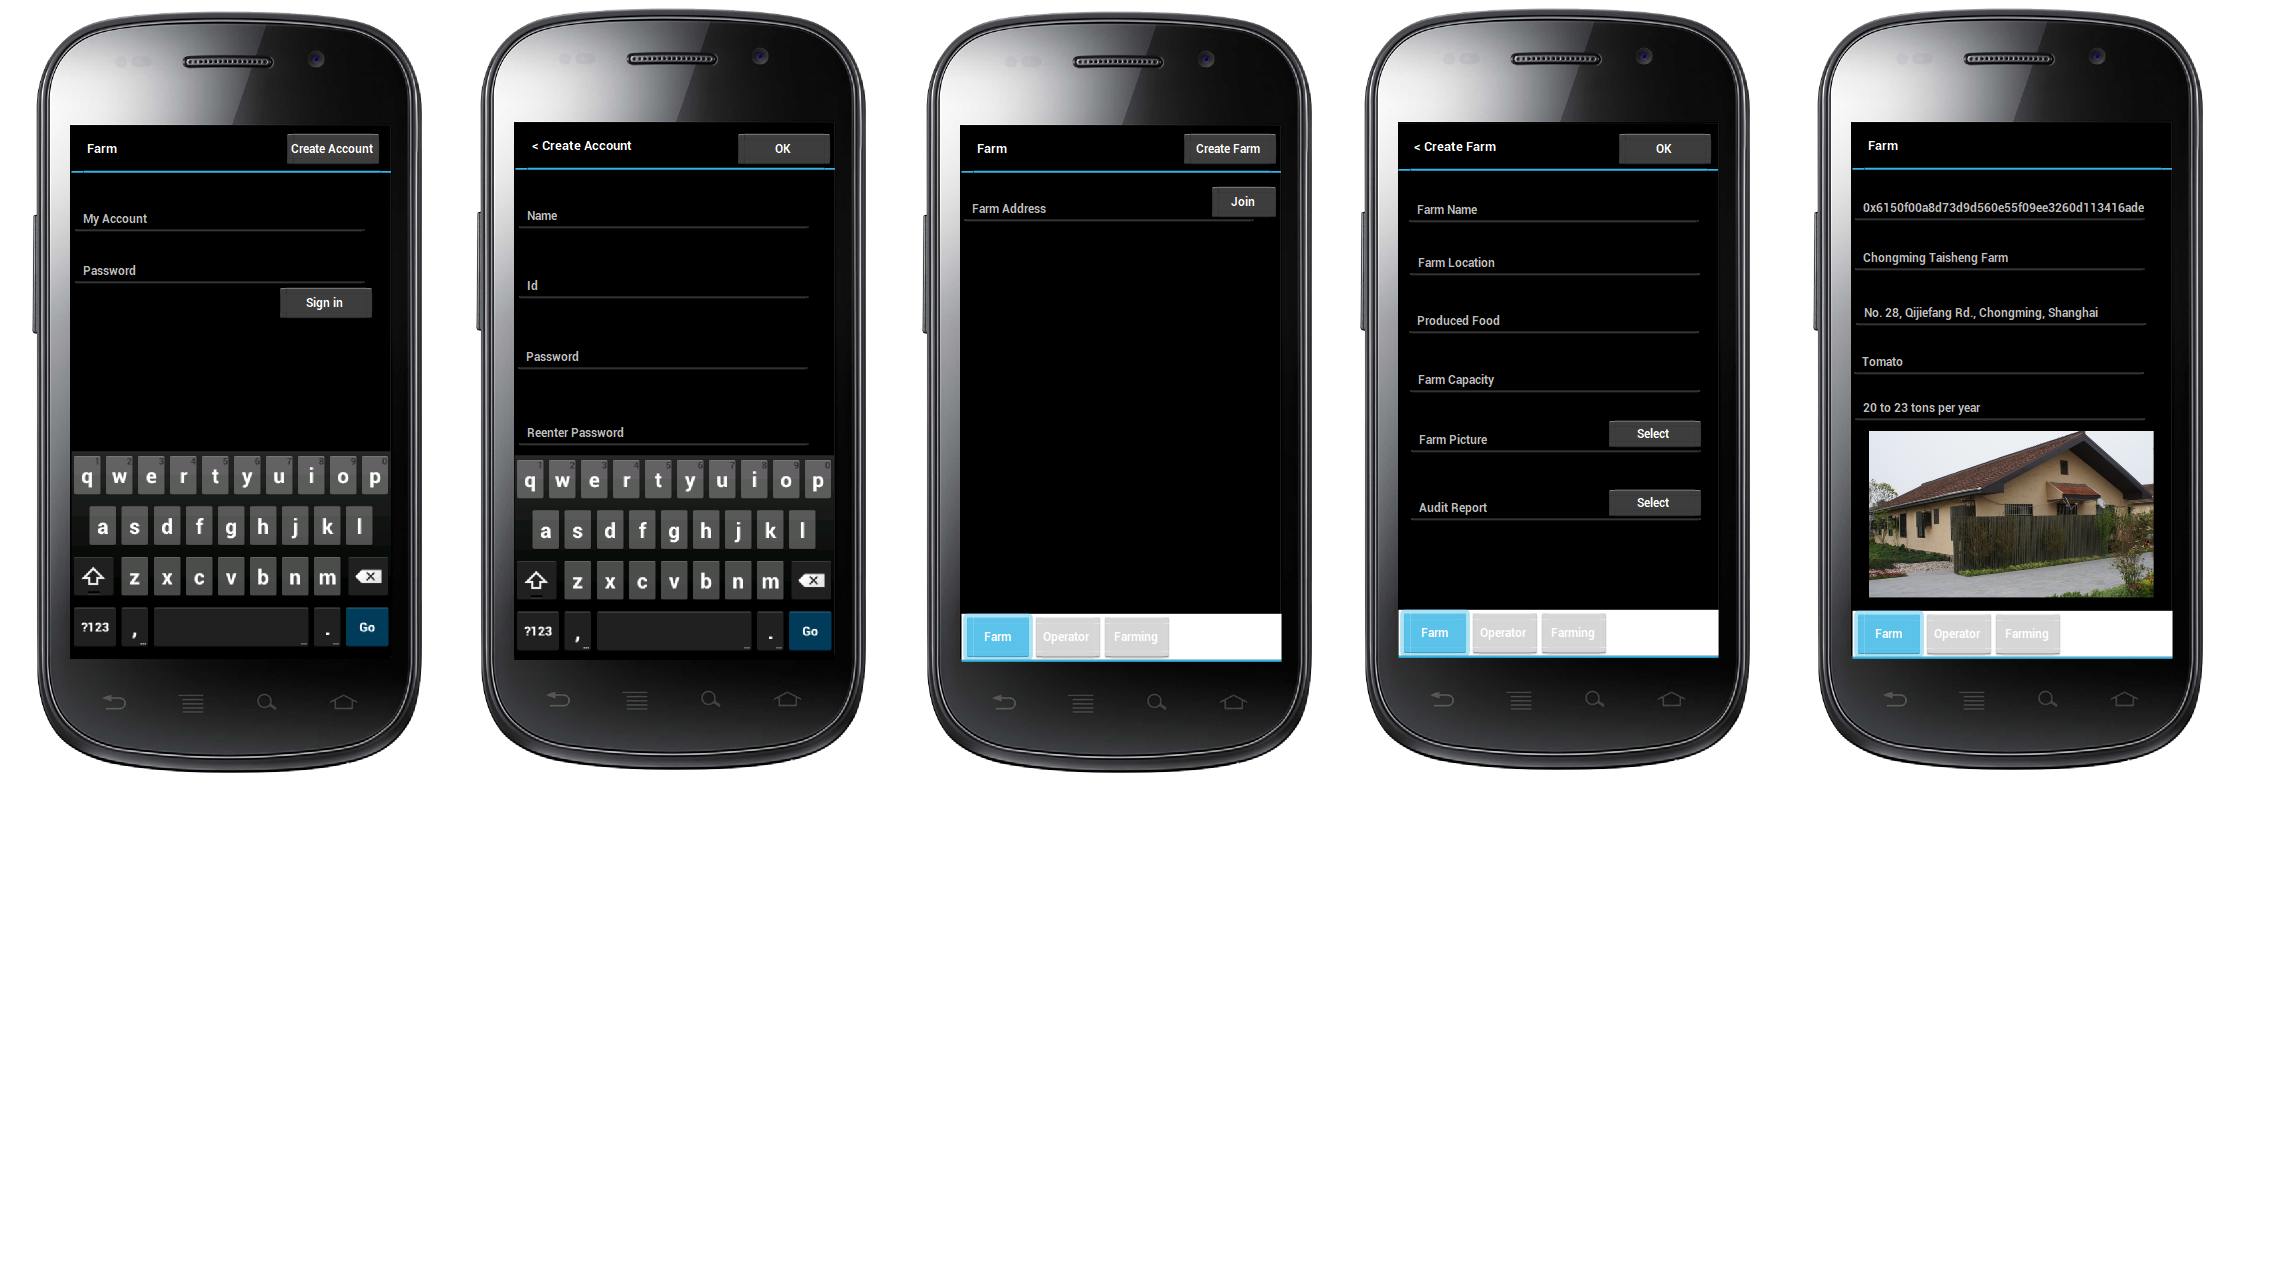 Farm
Create Account
My Account
Password
Sign in
q w e r t y u i o p
a s d f g h j k l
z x c v b n m
?123 , . Go
< Create Account
OK
Name
Id
Password
Reenter Password
q w e r t y u i o p
a s d f g h j k l
z x c v b n m
?123 , . Go
Farm
Create Farm
Farm Address
Join
Farm Operator Farming
< Create Farm
OK
Farm Name
Farm Location
Produced Food
Farm Capacity
Farm Picture
Select
Audit Report
Select
Farm Operator Farming
Farm
0x6150f00a8d73d9d560e55f09ee3260d113416ade
Chongming Taisheng Farm
No. 28, Qijiefang Rd., Chongming, Shanghai
Tomato
20 to 23 tons per year
Farm Operator Farming